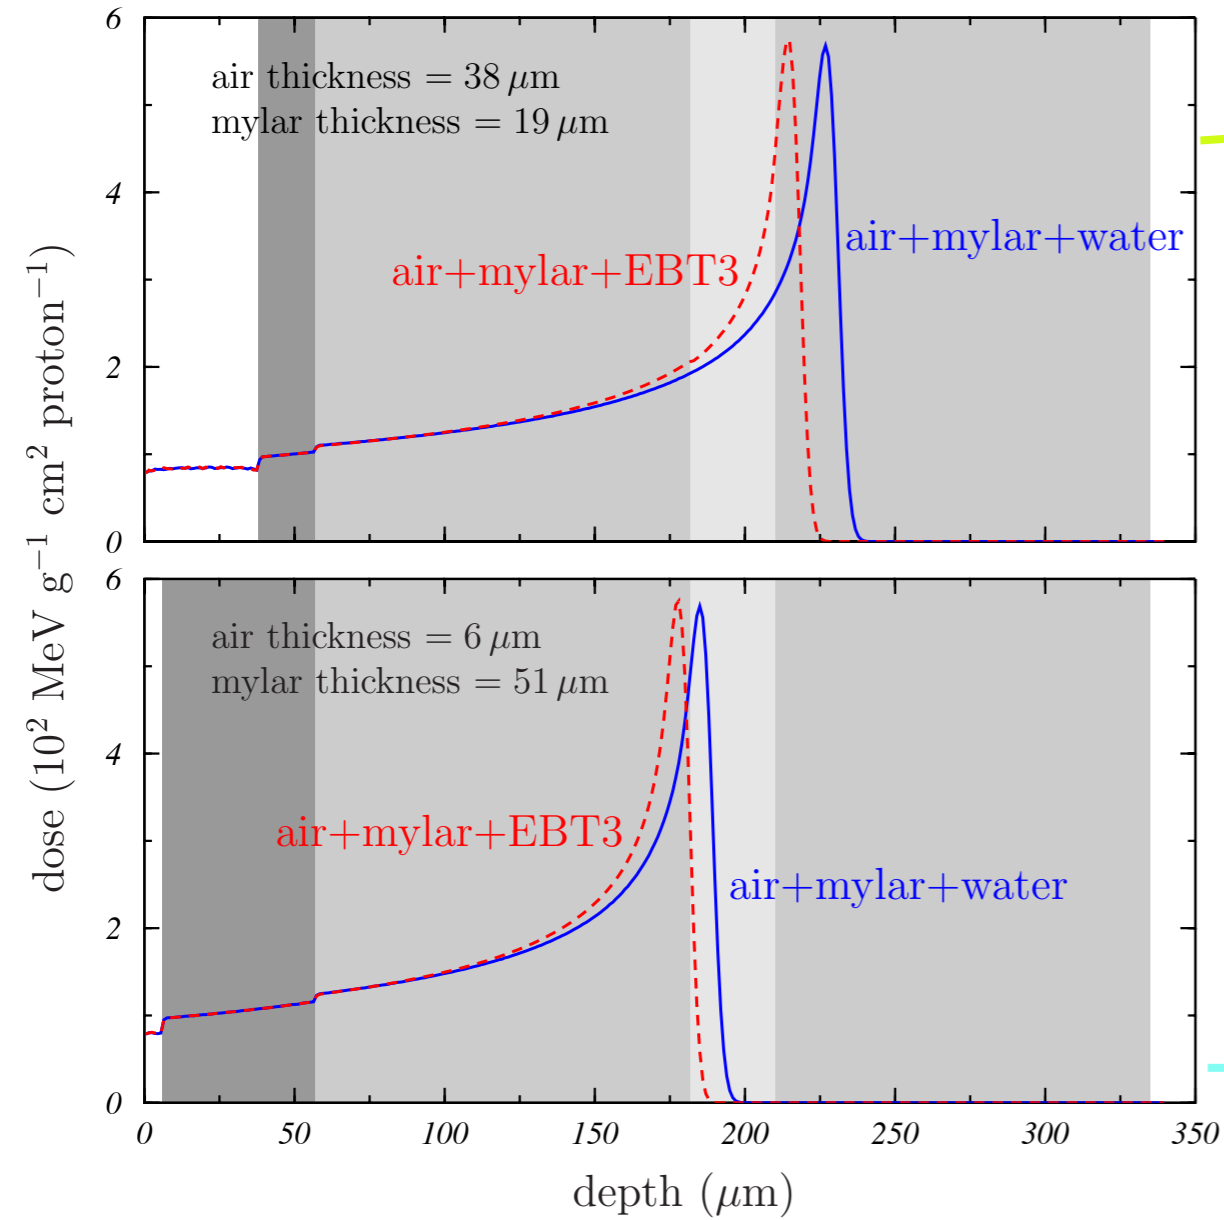 6
air thickness = 38 μm
mylar thickness = 19 μm
4
air+mylar+water
air+mylar+EBT3
2
0
dose (10² MeV g⁻¹ cm² proton⁻¹)
6
air thickness = 6 μm
mylar thickness = 51 μm
4
air+mylar+EBT3
air+mylar+water
2
0
0 50 100 150 200 250 300 350
depth (μm)